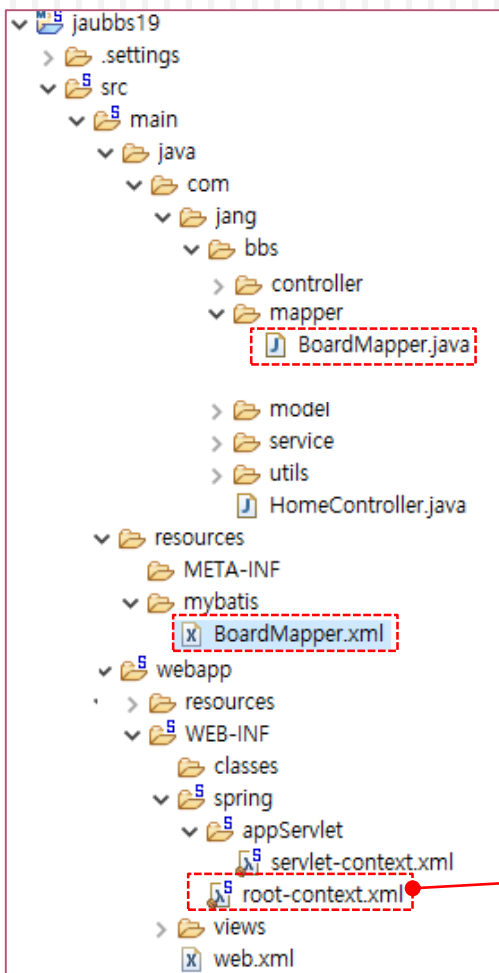 jaubbs19
.settings
src
main
java
com
jang
bbs
controller
mapper
BoardMapper.java
model
service
utils
HomeController.java
resources
META-INF
mybatis
BoardMapper.xml
webapp
resources
WEB-INF
classes
spring
appServlet
servlet-context.xml
root-context.xml
views
web.xml